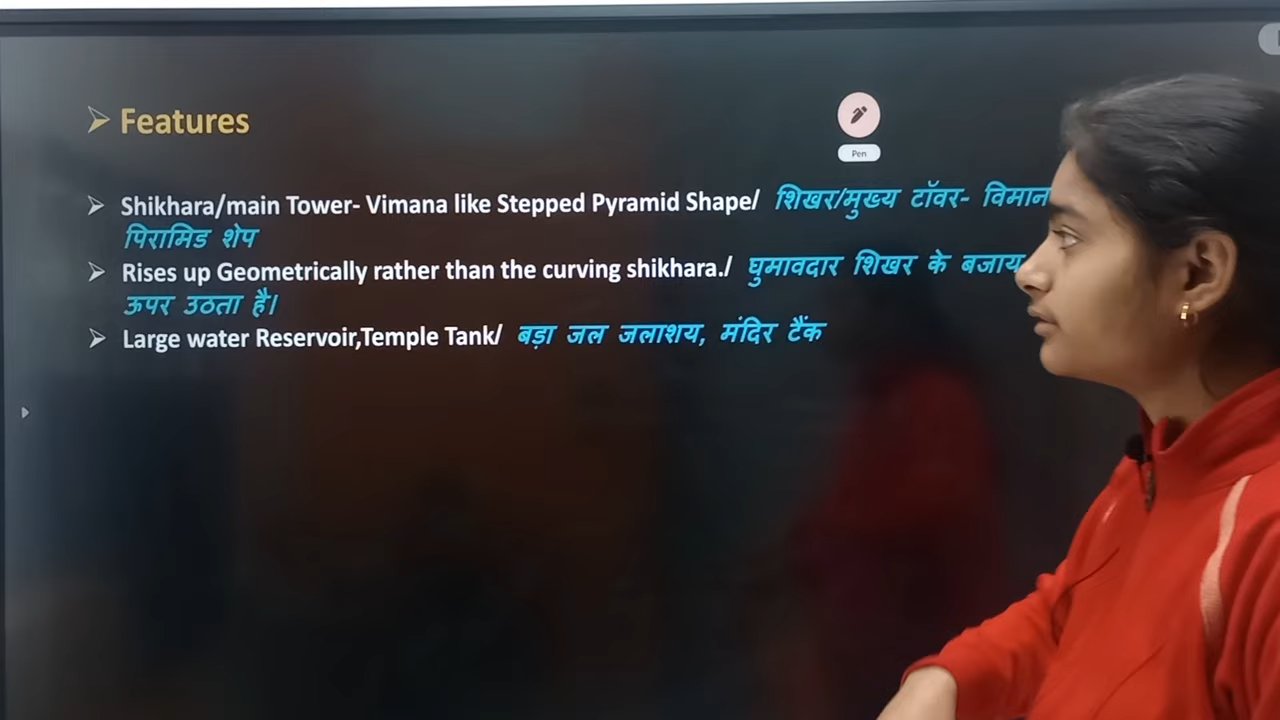 Features
Pen
Shikhara/main Tower- Vimana like Stepped Pyramid Shape/ शिखर/मुख्य टॉवर- विमान
पिरामिड शेप
Rises up Geometrically rather than the curving shikhara./ घुमावदार शिखर के बजाय
ऊपर उठता है।
Large water Reservoir,Temple Tank/ बड़ा जल जलाशय, मंदिर टैंक